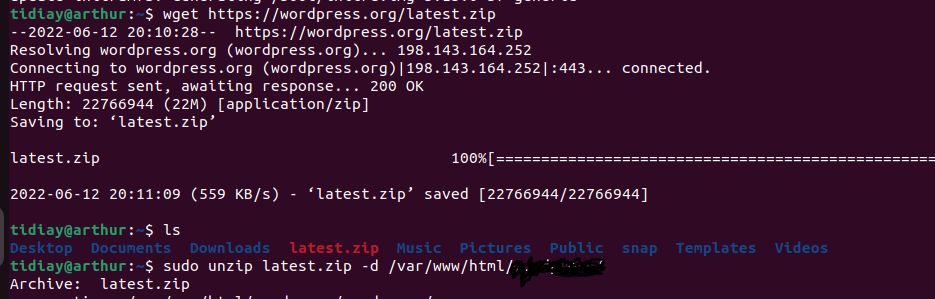 tidiay@arthur:~$ wget https://wordpress.org/latest.zip
--2022-06-12 20:10:28--  https://wordpress.org/latest.zip
Resolving wordpress.org (wordpress.org)... 198.143.164.252
Connecting to wordpress.org (wordpress.org)|198.143.164.252|:443... connected.
HTTP request sent, awaiting response... 200 OK
Length: 22766944 (22M) [application/zip]
Saving to: ‘latest.zip’
latest.zip 100%[=================================================
2022-06-12 20:11:09 (559 KB/s) - ‘latest.zip’ saved [22766944/22766944]
tidiay@arthur:~$ ls
Desktop  Documents  Downloads  latest.zip  Music  Pictures  Public  snap  Templates  Videos
tidiay@arthur:~$ sudo unzip latest.zip -d /var/www/html/
Archive:  latest.zip